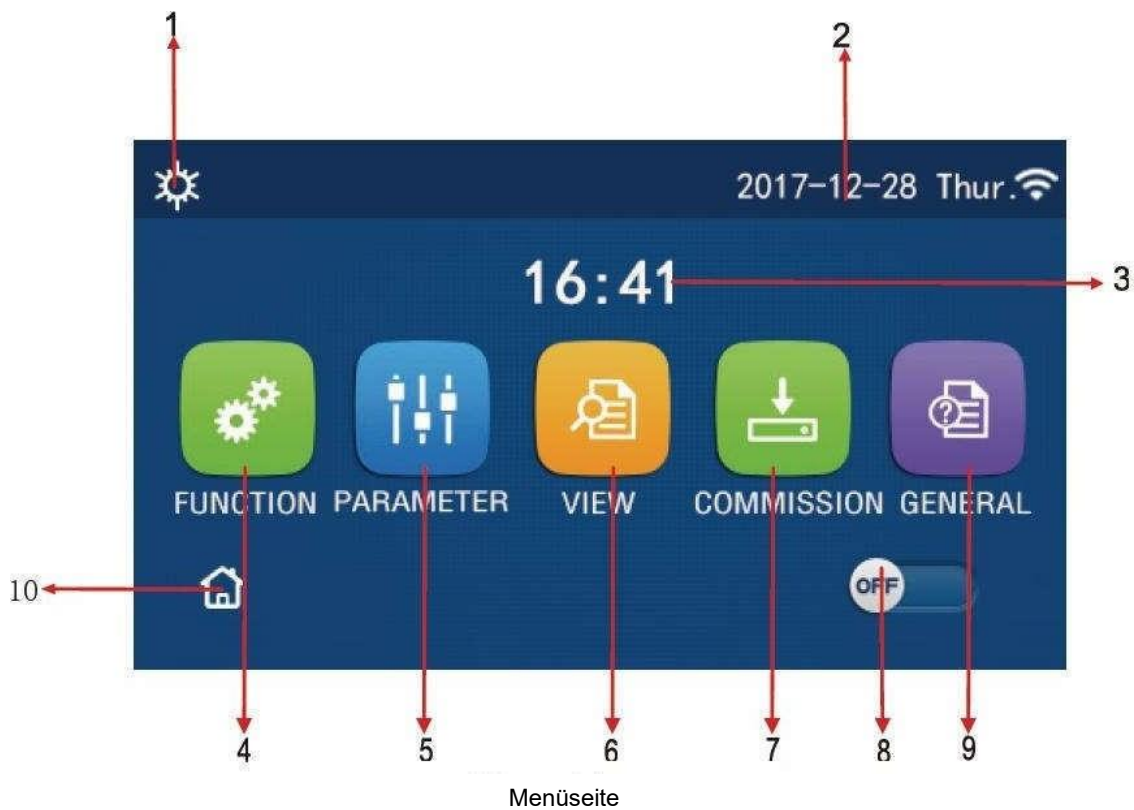 1
2
2017-12-28 Thur.
16:41
3
FUNCTION PARAMETER VIEW COMMISSION GENERAL
10
OFF
4 5 6 7 8 9
Menüseite